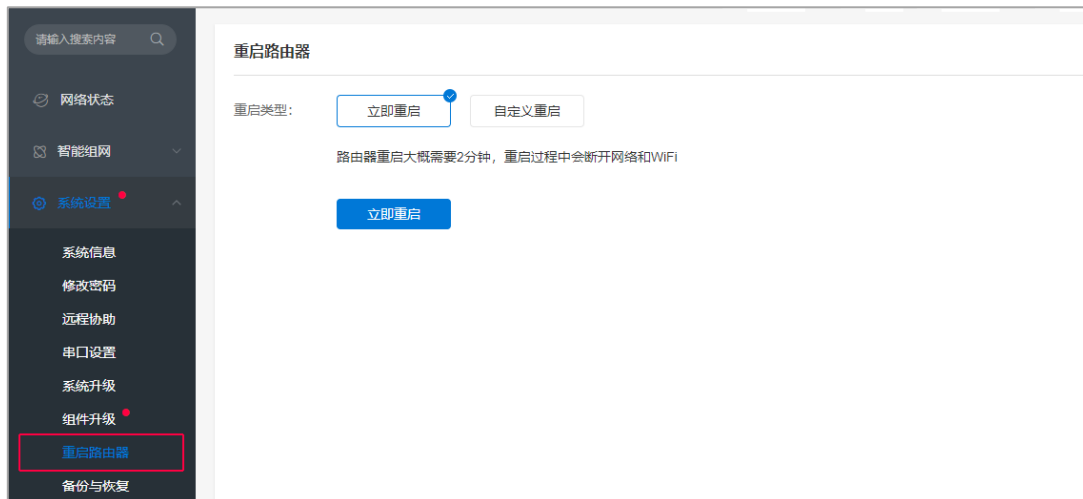 请输入搜索内容
网络状态
智能组网
系统设置
系统信息
修改密码
远程协助
串口设置
系统升级
组件升级
重启路由器
备份与恢复
重启路由器
重启类型：
立即重启
自定义重启
路由器重启大概需要2分钟，重启过程中会断开网络和WiFi
立即重启